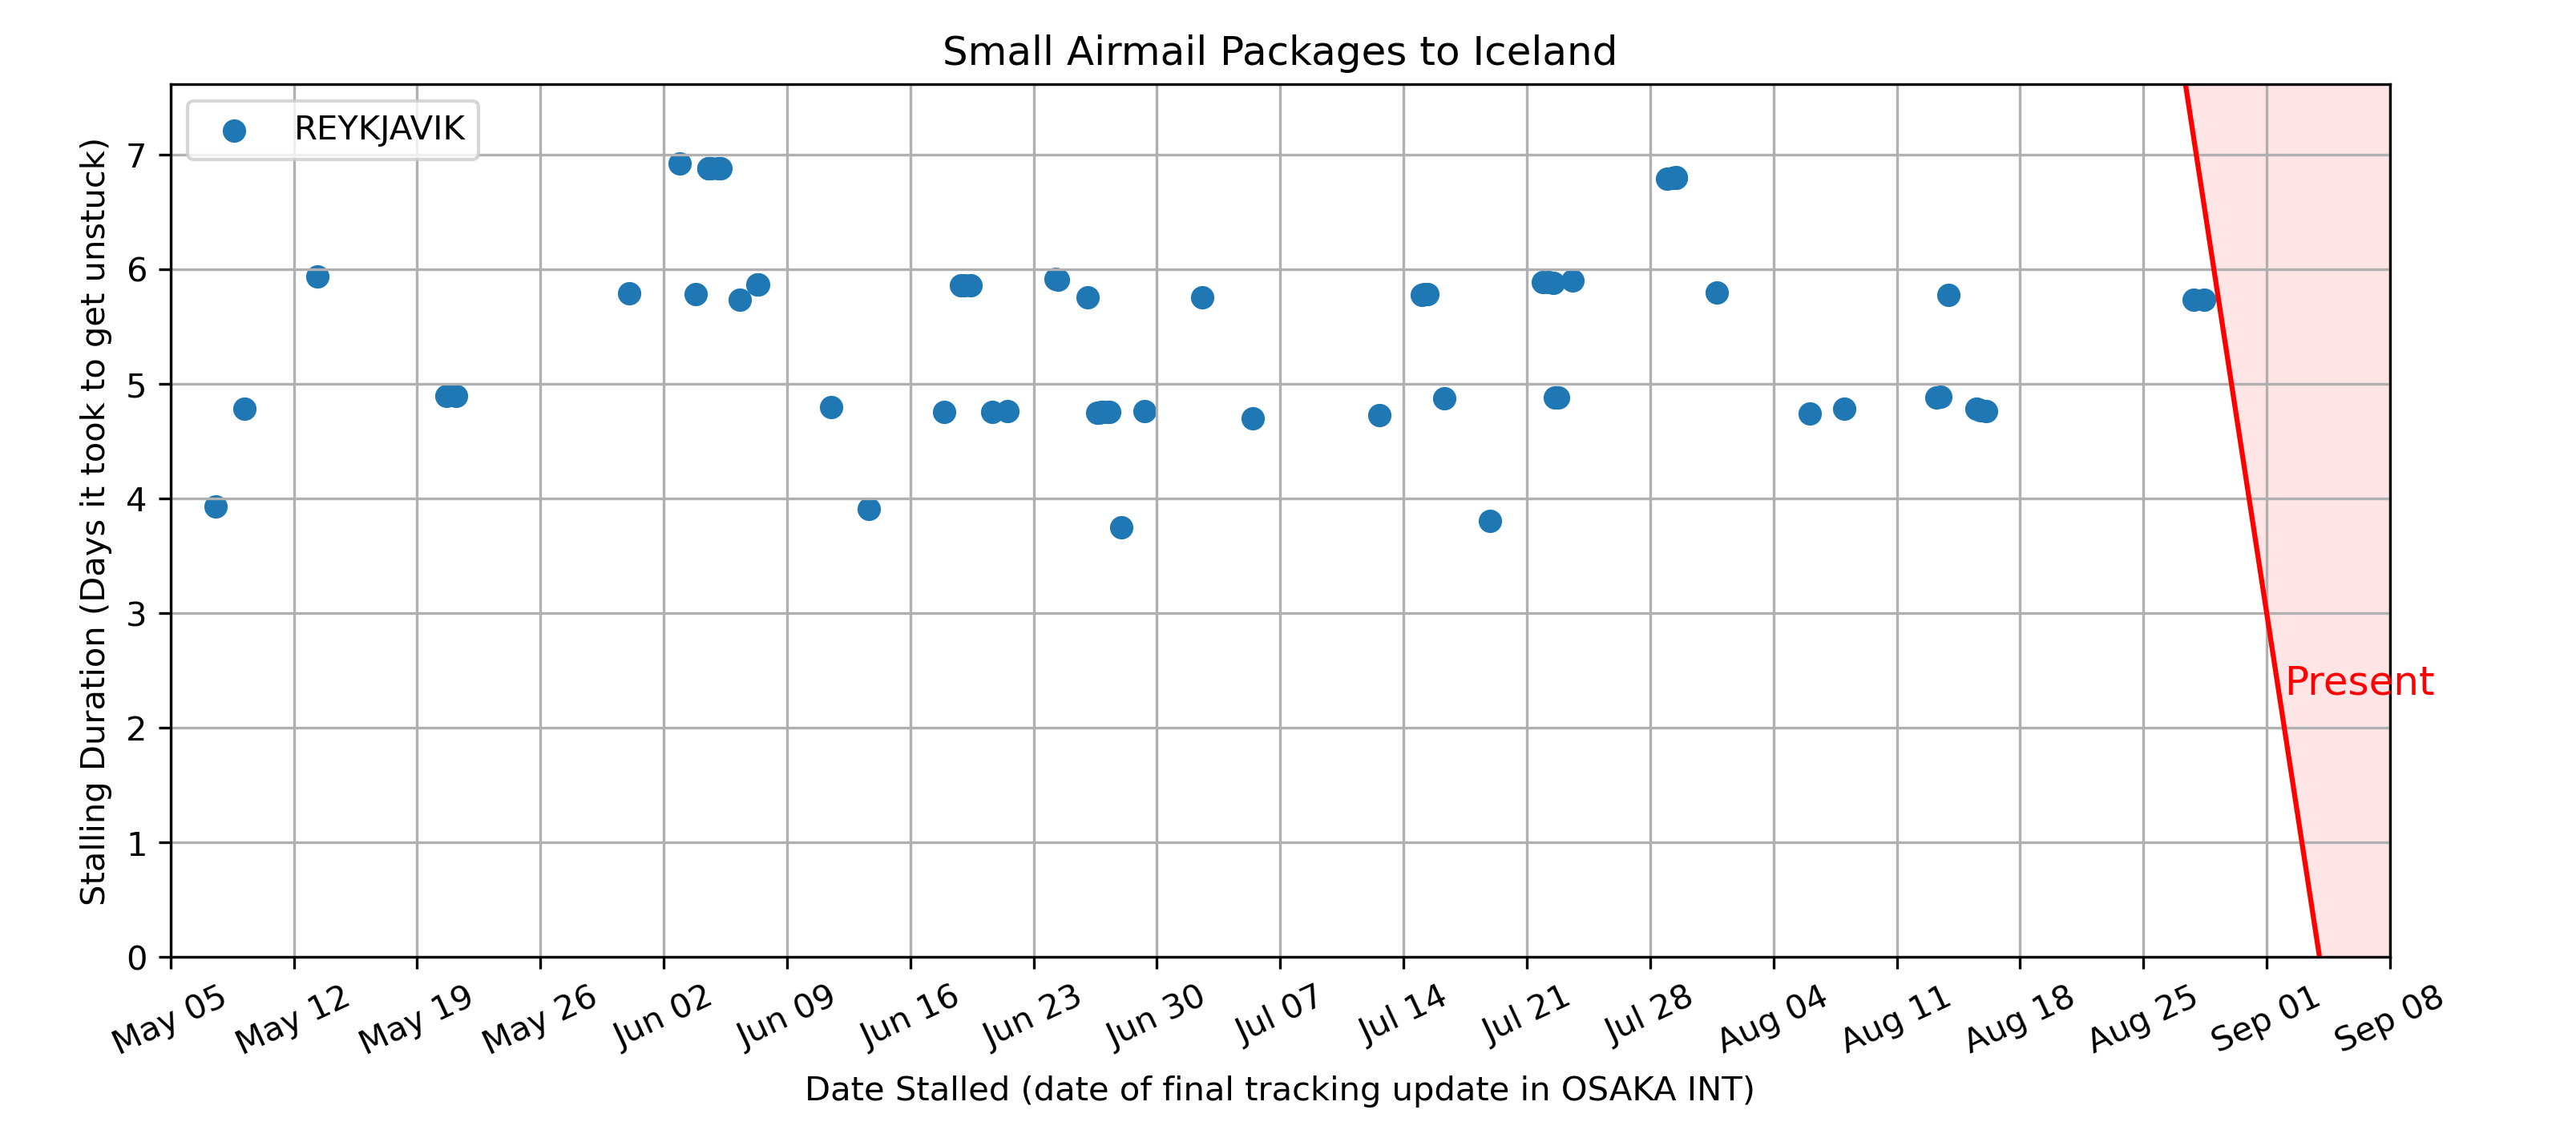 Small Airmail Packages to Iceland
REYKJAVIK
Stalling Duration (Days it took to get unstuck)
7
6
5
4
3
2
1
0
Present
May 05
May 12
May 19
May 26
Jun 02
Jun 09
Jun 16
Jun 23
Jun 30
Jul 07
Jul 14
Jul 21
Jul 28
Aug 04
Aug 11
Aug 18
Aug 25
Sep 01
Sep 08
Date Stalled (date of final tracking update in OSAKA INT)